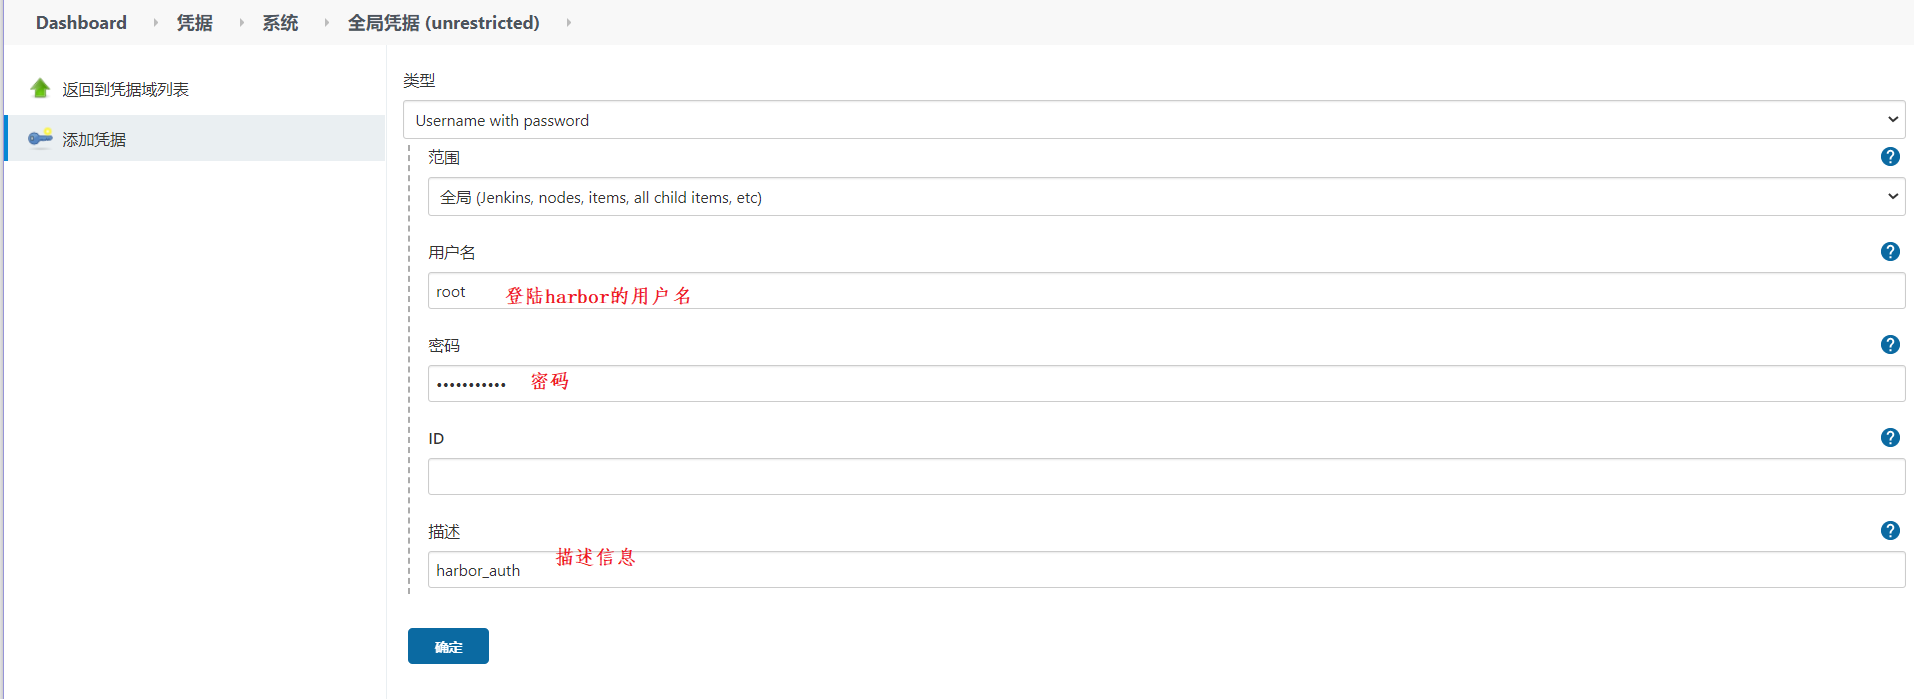 Dashboard 凭据 系统 全局凭据 (unrestricted)
返回到凭据域列表
添加凭据
类型
Username with password
范围
全局 (Jenkins, nodes, items, all child items, etc)
用户名
root 登陆harbor的用户名
密码
••••••••••• 密码
ID
描述
harbor_auth 描述信息
确定